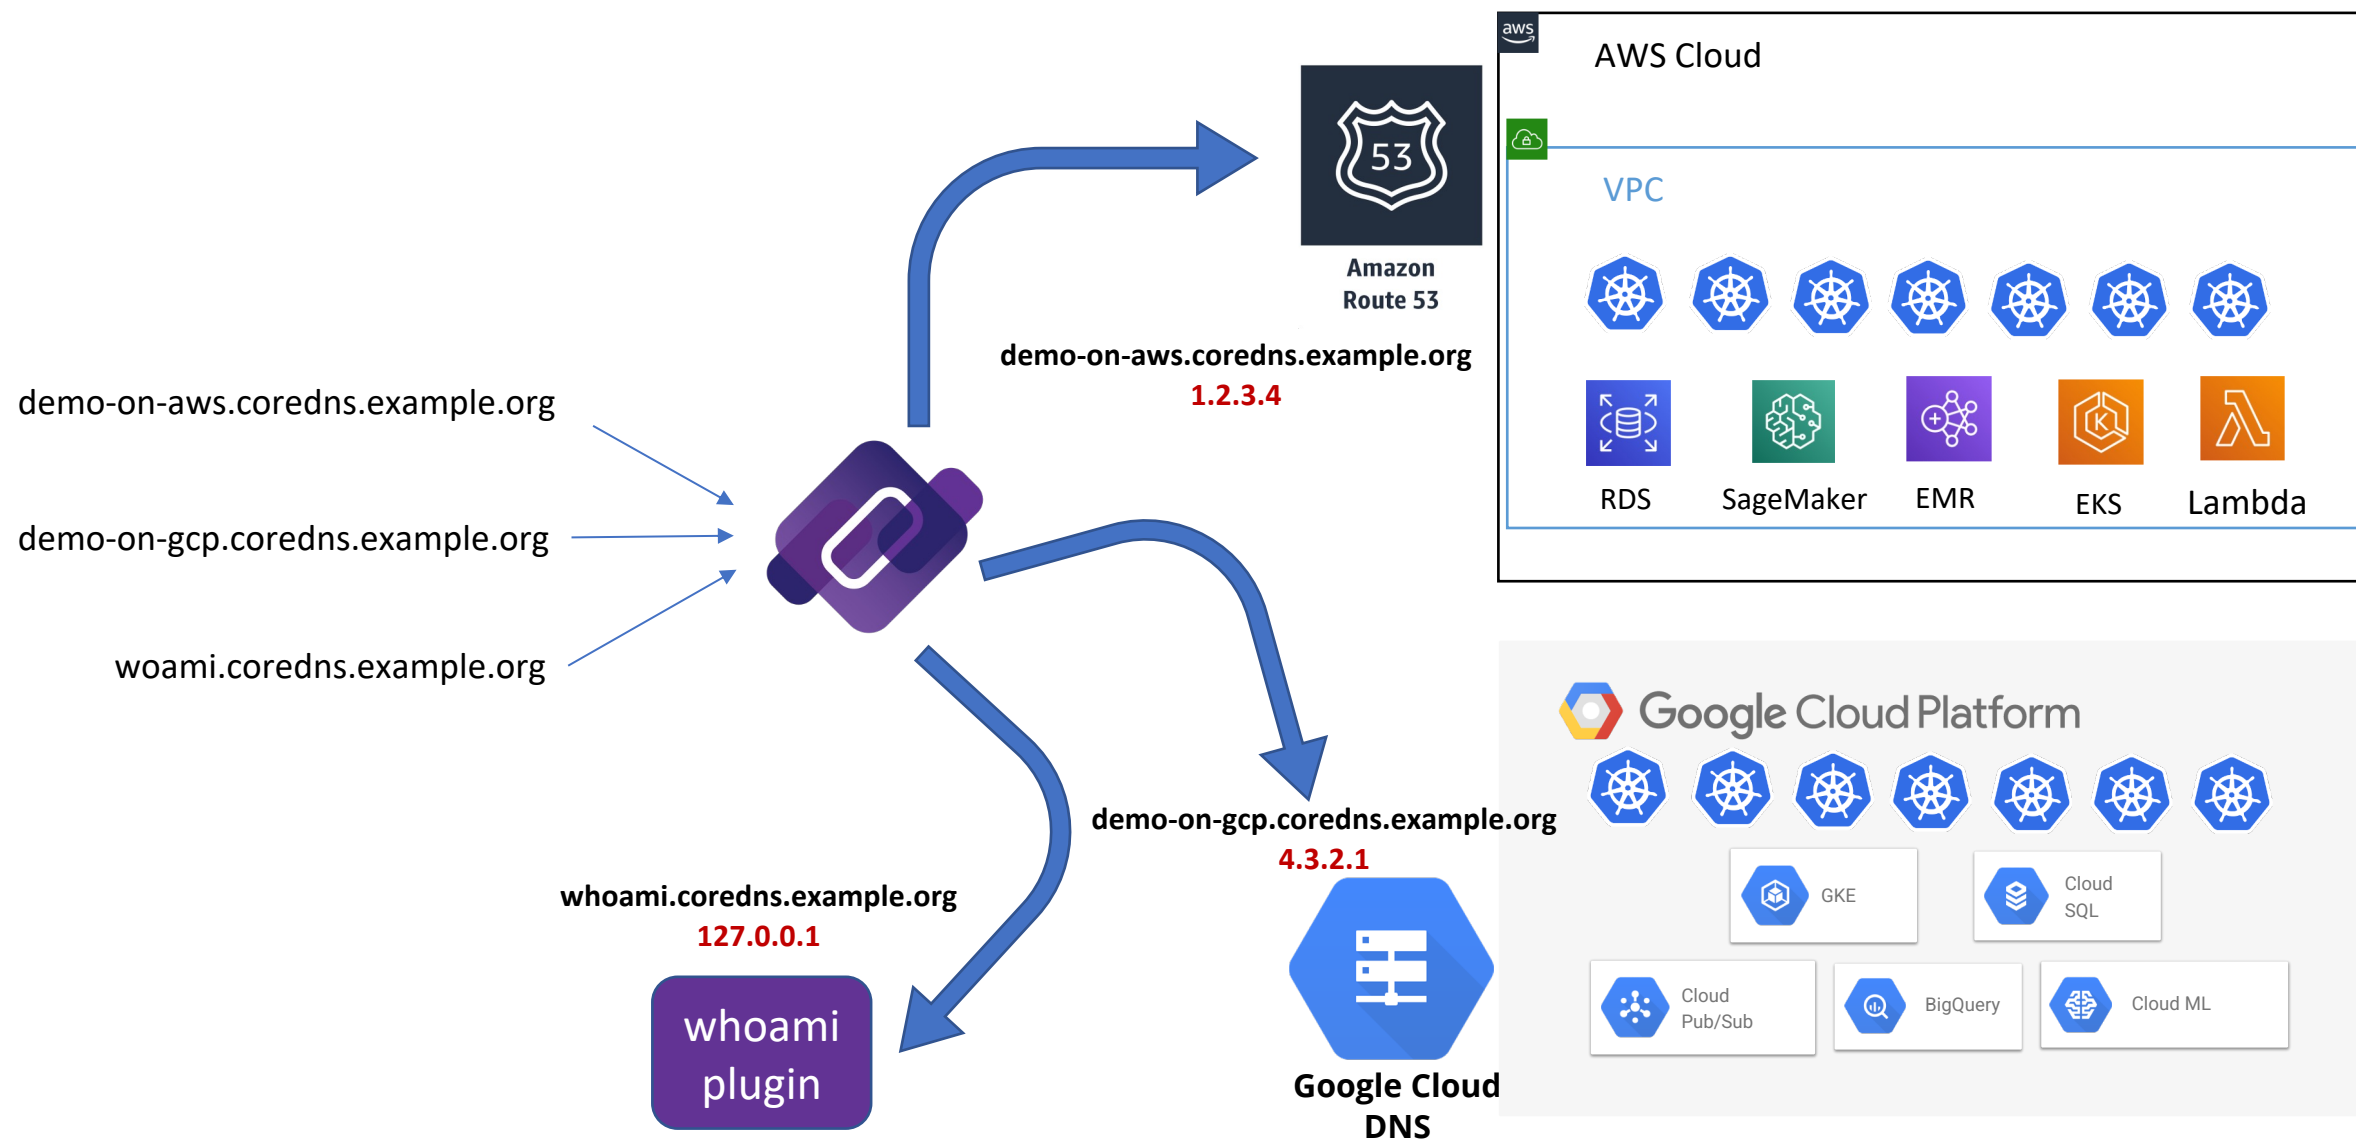 demo-on-aws.coredns.example.org
demo-on-gcp.coredns.example.org
woami.coredns.example.org
53
Amazon
Route 53
demo-on-aws.coredns.example.org
1.2.3.4
demo-on-gcp.coredns.example.org
4.3.2.1
Google Cloud
DNS
whoami.coredns.example.org
127.0.0.1
whoami
plugin
aws
AWS Cloud
VPC
K
RDS
SageMaker
EMR
EKS
Lambda
Google Cloud Platform
GKE
Cloud
SQL
Cloud
Pub/Sub
BigQuery
Cloud ML